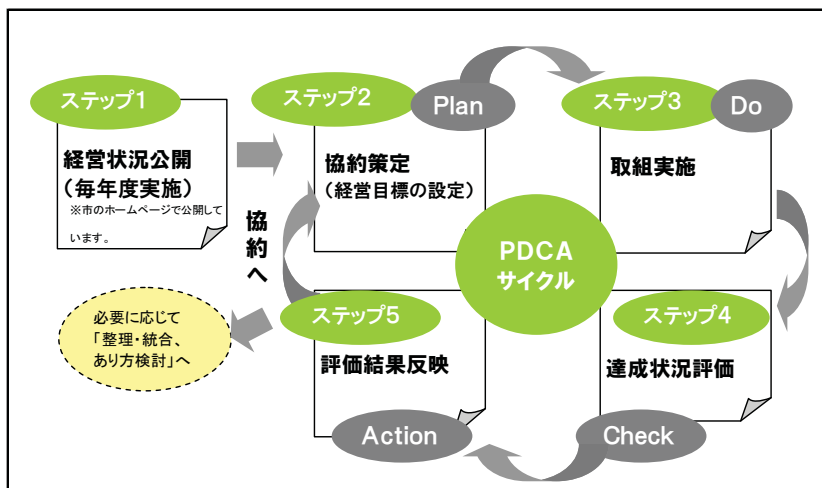 ステップ1
経営状況公開
（毎年度実施）
※市のホームページで公開して
います。
ステップ2
Plan
協約策定
（経営目標の設定）
ステップ3
Do
取組実施
PDCA
サイクル
ステップ4
達成状況評価
Check
ステップ5
評価結果反映
Action
協約へ
必要に応じて
「整理・統合、
あり方検討」へ